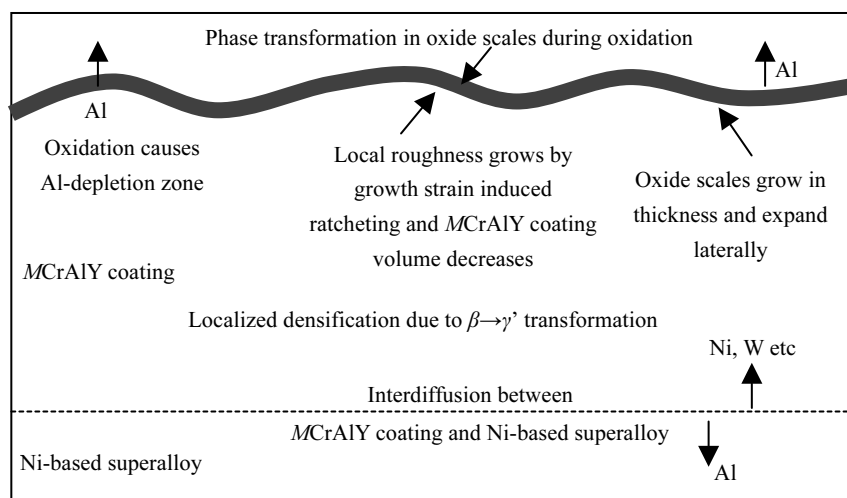 Phase transformation in oxide scales during oxidation
Al
Al
Oxidation causes
Al-depletion zone
Local roughness grows by
growth strain induced
ratcheting and MCrAlY coating
volume decreases
Oxide scales grow in
thickness and expand
laterally
MCrAlY coating
Localized densification due to β→γ’ transformation
Ni, W etc
Interdiffusion between
MCrAlY coating and Ni-based superalloy
Ni-based superalloy
Al